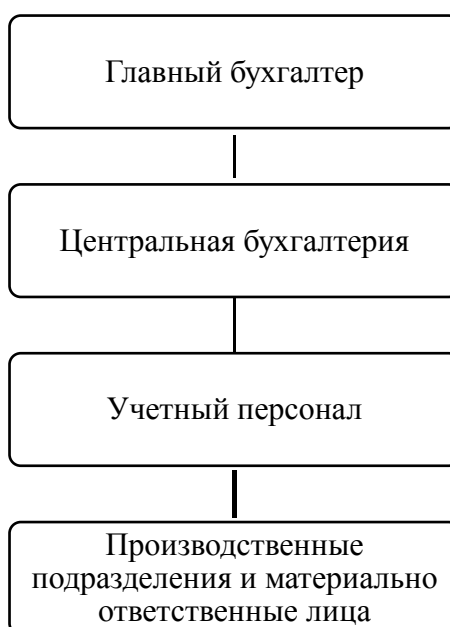 Главный бухгалтер
Центральная бухгалтерия
Учетный персонал
Производственные
подразделения и материально
ответственные лица